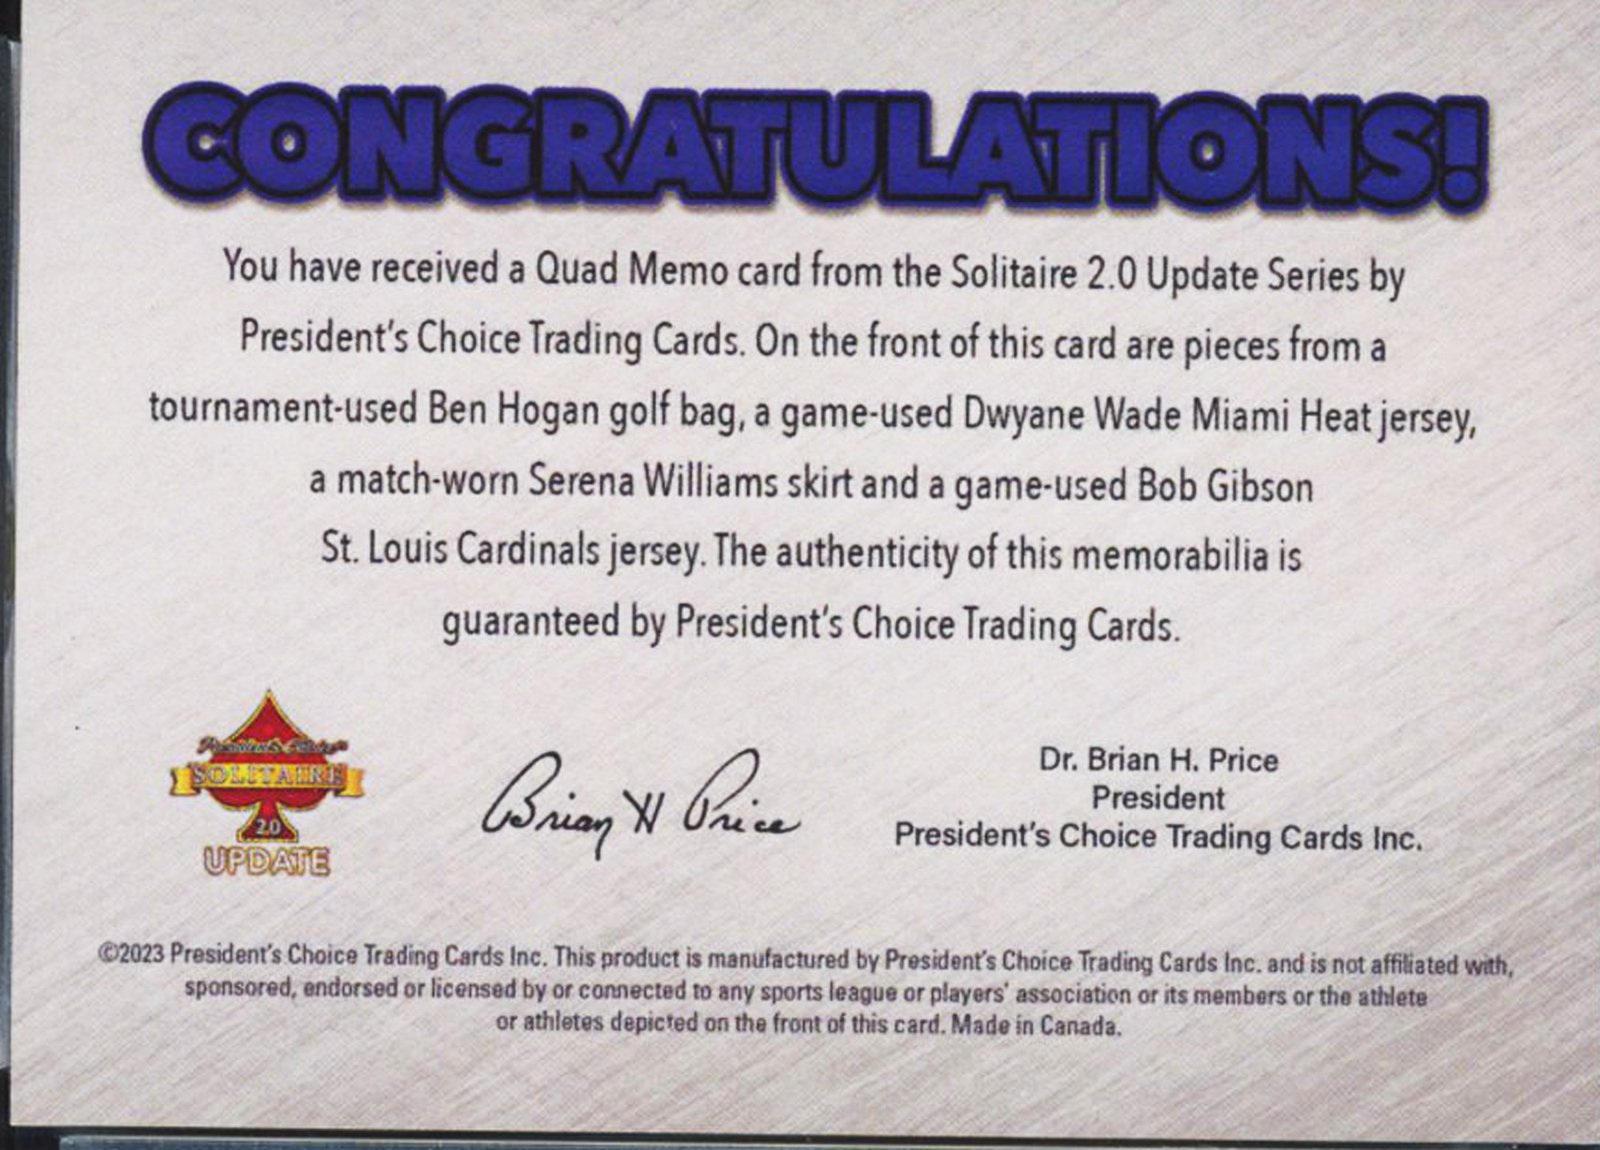 CONGRATULATIONS!
You have received a Quad Memo card from the Solitaire 2.0 Update Series by
President's Choice Trading Cards. On the front of this card are pieces from a
tournament-used Ben Hogan golf bag, a game-used Dwyane Wade Miami Heat jersey,
a match-worn Serena Williams skirt and a game-used Bob Gibson
St. Louis Cardinals jersey. The authenticity of this memorabilia is
guaranteed by President's Choice Trading Cards.
President's Choice
SOLITAIRE
2.0
UPDATE
Brian H Price
Dr. Brian H. Price
President
President's Choice Trading Cards Inc.
©2023 President's Choice Trading Cards Inc. This product is manufactured by President's Choice Trading Cards Inc. and is not affiliated with,
sponsored, endorsed or licensed by or connected to any sports league or players' association or its members or the athlete
or athletes depicted on the front of this card. Made in Canada.